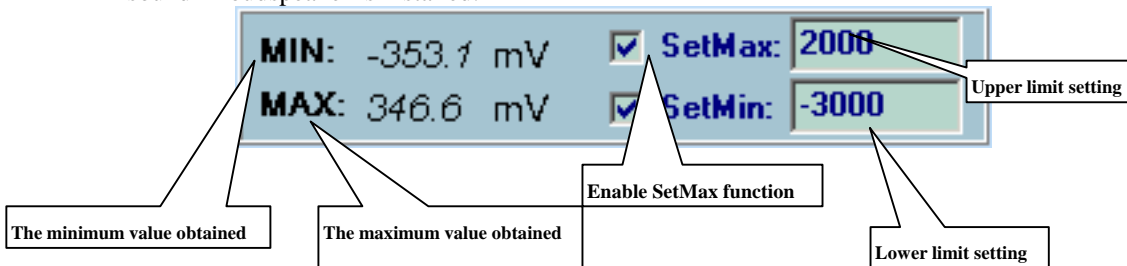 MIN: -353.1 mV SetMax: 2000
Upper limit setting
MAX: 346.6 mV SetMin: -3000
Enable SetMax function
The minimum value obtained
The maximum value obtained
Lower limit setting